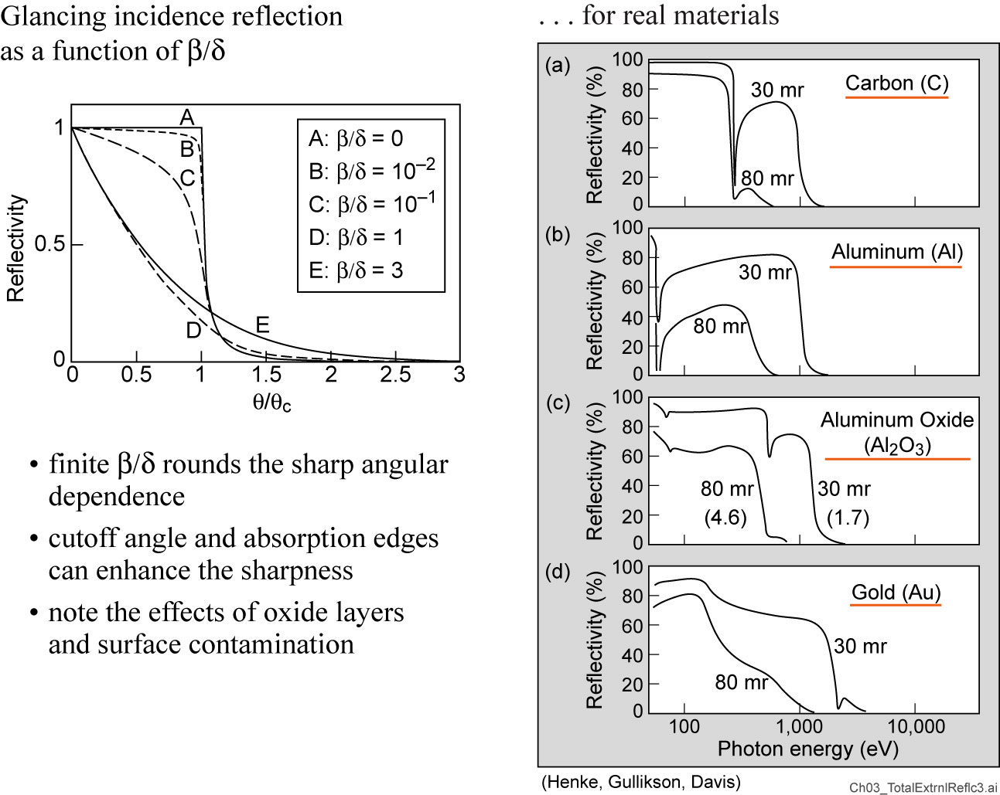 Glancing incidence reflection
as a function of β/δ
Reflectivity
1
0.5
0
A
B
C
D
E
A: β/δ = 0
B: β/δ = 10–2
C: β/δ = 10–1
D: β/δ = 1
E: β/δ = 3
0 0.5 1 1.5 2 2.5 3
θ/θc
• finite β/δ rounds the sharp angular
dependence
• cutoff angle and absorption edges
can enhance the sharpness
• note the effects of oxide layers
and surface contamination
. . . for real materials
(a)
Reflectivity (%)
100
80
60
40
20
0
30 mr
80 mr
Carbon (C)
(b)
Reflectivity (%)
100
80
60
40
20
0
30 mr
80 mr
Aluminum (Al)
(c)
Reflectivity (%)
100
80
60
40
20
0
Aluminum Oxide
(Al2O3)
80 mr
(4.6)
30 mr
(1.7)
(d)
Reflectivity (%)
100
80
60
40
20
0
Gold (Au)
30 mr
80 mr
100 1,000 10,000
Photon energy (eV)
(Henke, Gullikson, Davis)
Ch03_TotalExtrnlReflc3.ai